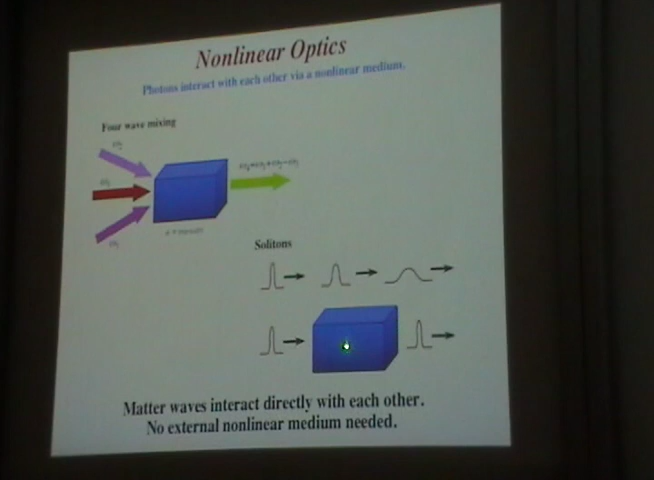 Nonlinear Optics
Photons interact with each other via a nonlinear medium.
Four wave mixing
Solitons
Matter waves interact directly with each other.
No external nonlinear medium needed.